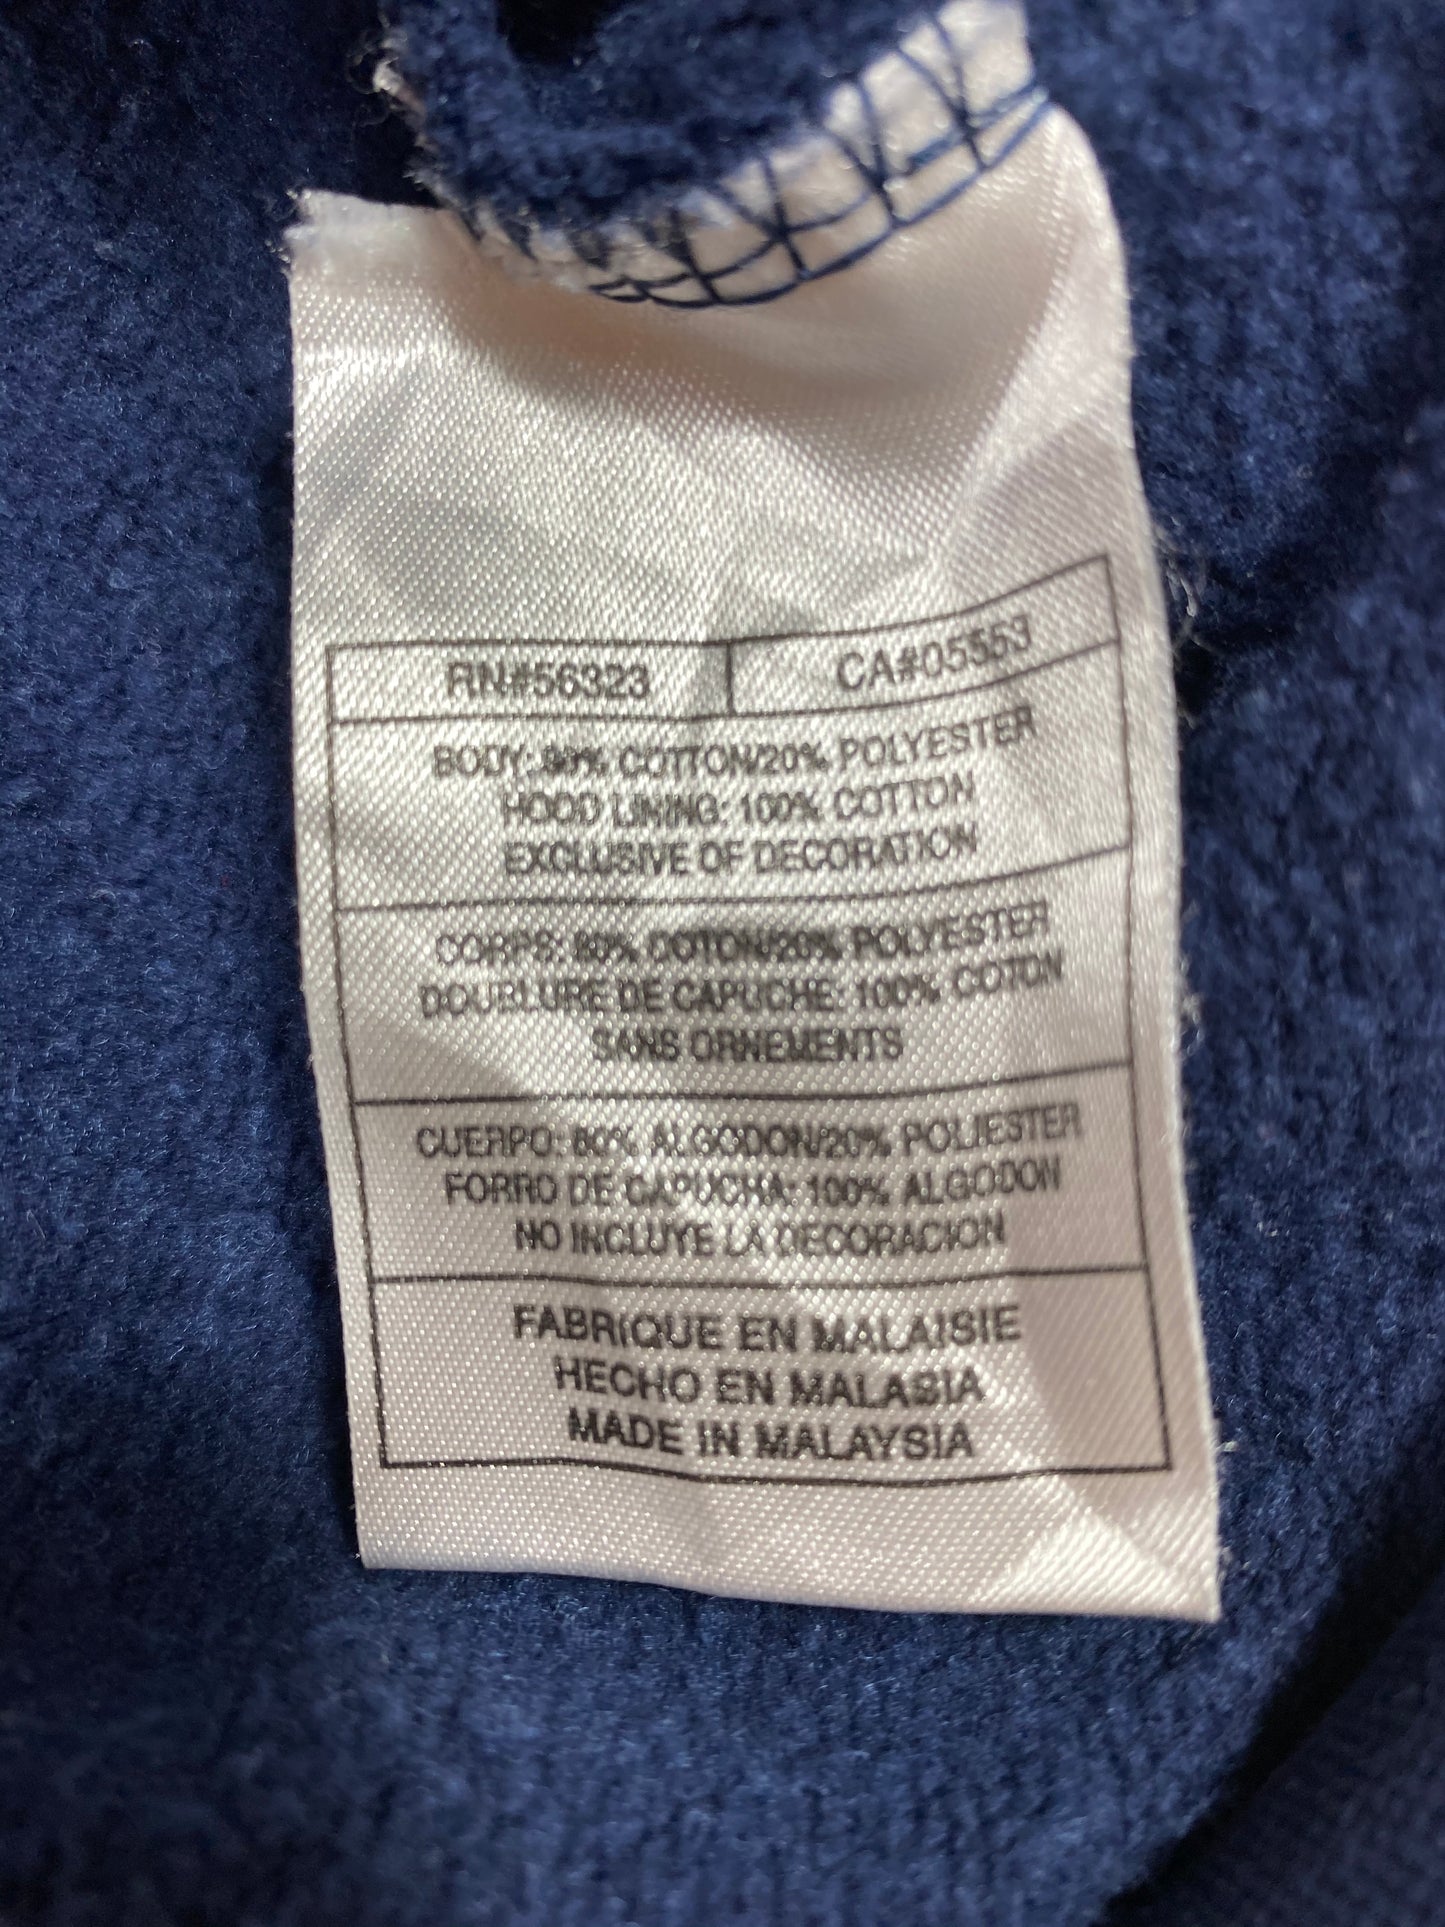 RN#56323 CA#05553
BODY: 80% COTTON/20% POLYESTER
HOOD LINING: 100% COTTON
EXCLUSIVE OF DECORATION
CORPS: 80% COTON/20% POLYESTER
DOUBLURE DE CAPUCHE: 100% COTON
SANS ORNEMENTS
CUERPO: 80% ALGODON/20% POLIESTER
FORRO DE CAPUCHA: 100% ALGODON
NO INCLUYE LA DECORACION
FABRIQUE EN MALAISIE
HECHO EN MALASIA
MADE IN MALAYSIA